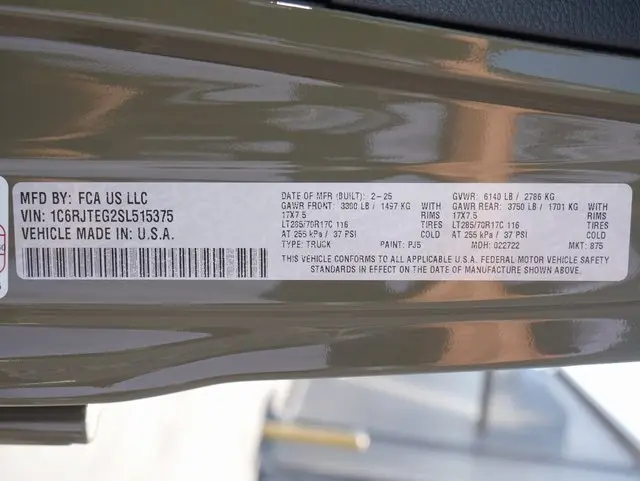 MFD BY: FCA US LLC
VIN: 1C6RJTEG2SL515375
VEHICLE MADE IN: U.S.A.
DATE OF MFR (BUILT): 2-25
GAWR FRONT: 3300 LB / 1497 KG WITH
17X7.5 RIMS
LT285/70R17C 116 TIRES
AT 255 kPa / 37 PSI COLD
TYPE: TRUCK PAINT: PJ5
GVWR: 6140 LB / 2786 KG
GAWR REAR: 3750 LB / 1701 KG WITH
17X7.5 RIMS
LT285/70R17C 116 TIRES
AT 255 kPa / 37 PSI COLD
MDH: 022722 MKT: 875
THIS VEHICLE CONFORMS TO ALL APPLICABLE U.S.A. FEDERAL MOTOR VEHICLE SAFETY
STANDARDS IN EFFECT ON THE DATE OF MANUFACTURE SHOWN ABOVE.